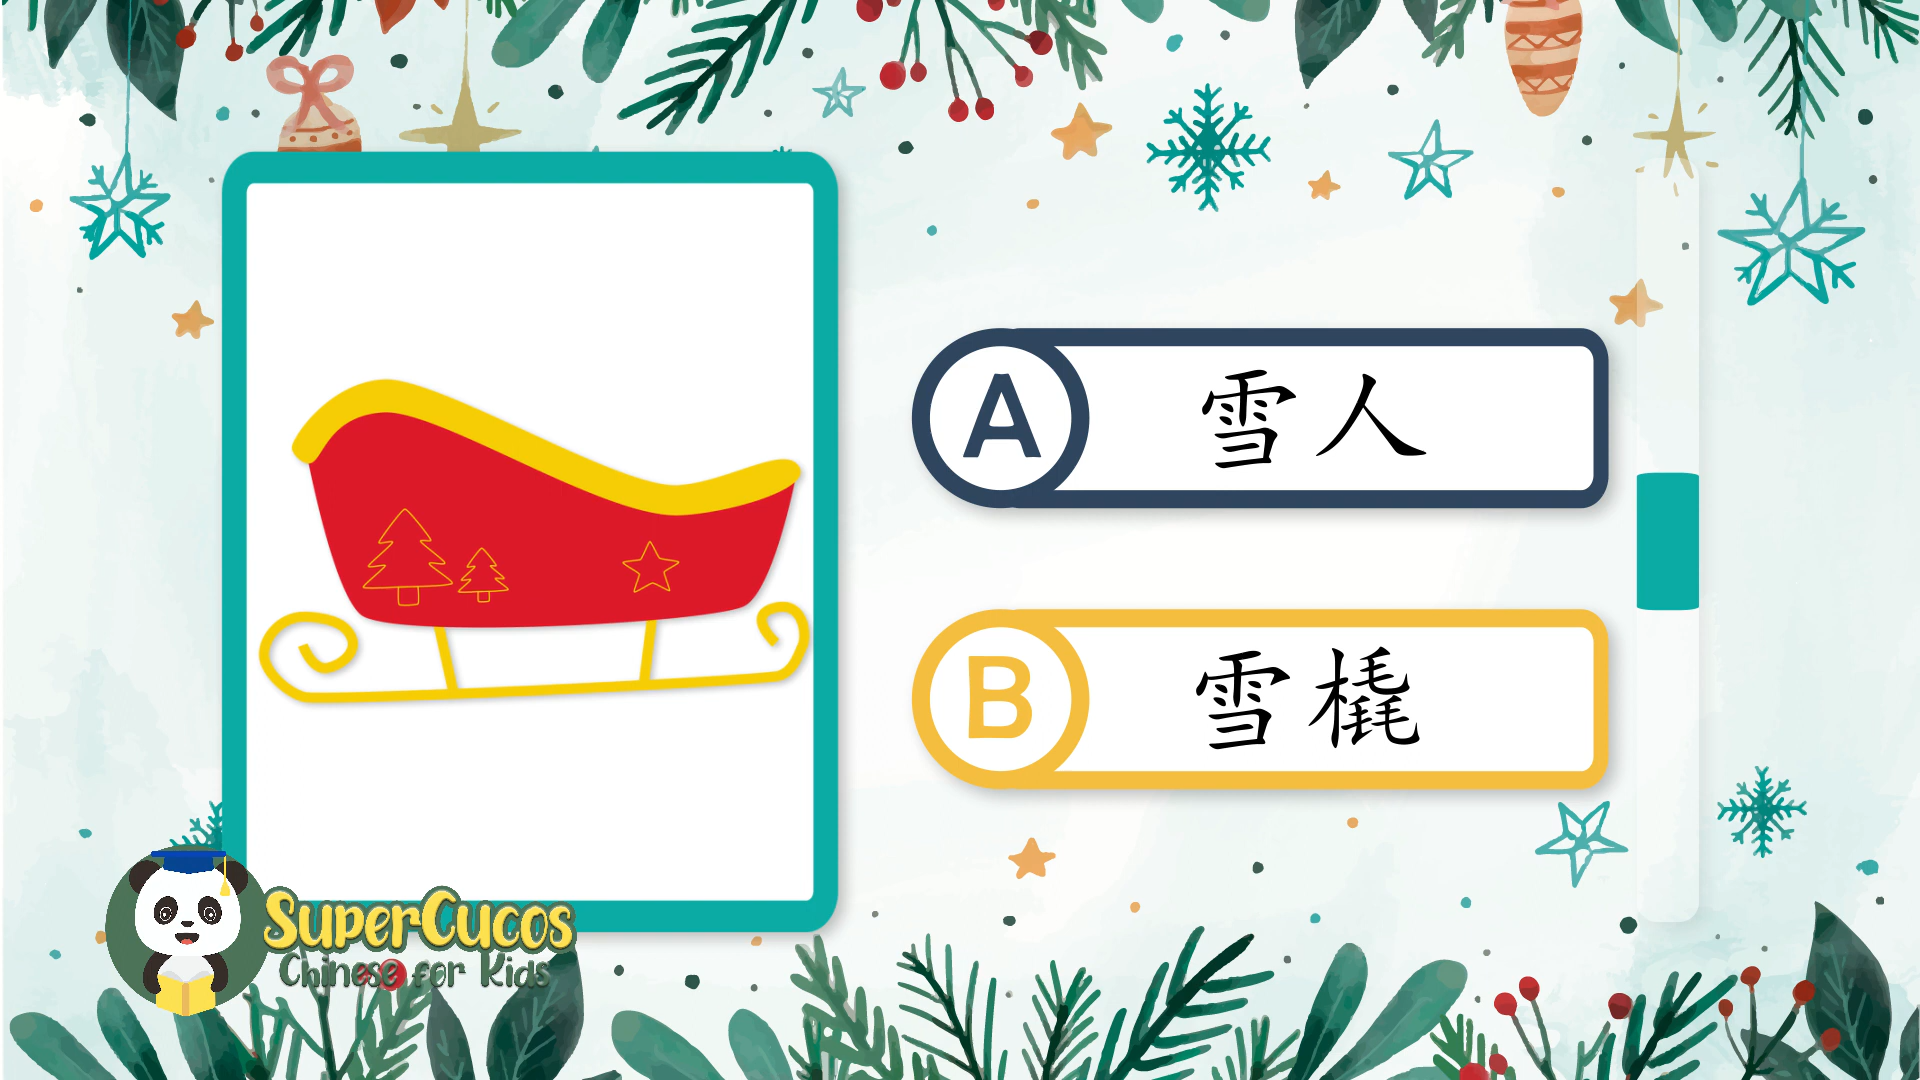 A
雪人
B
雪橇
SuperCucos
Chinese for Kids